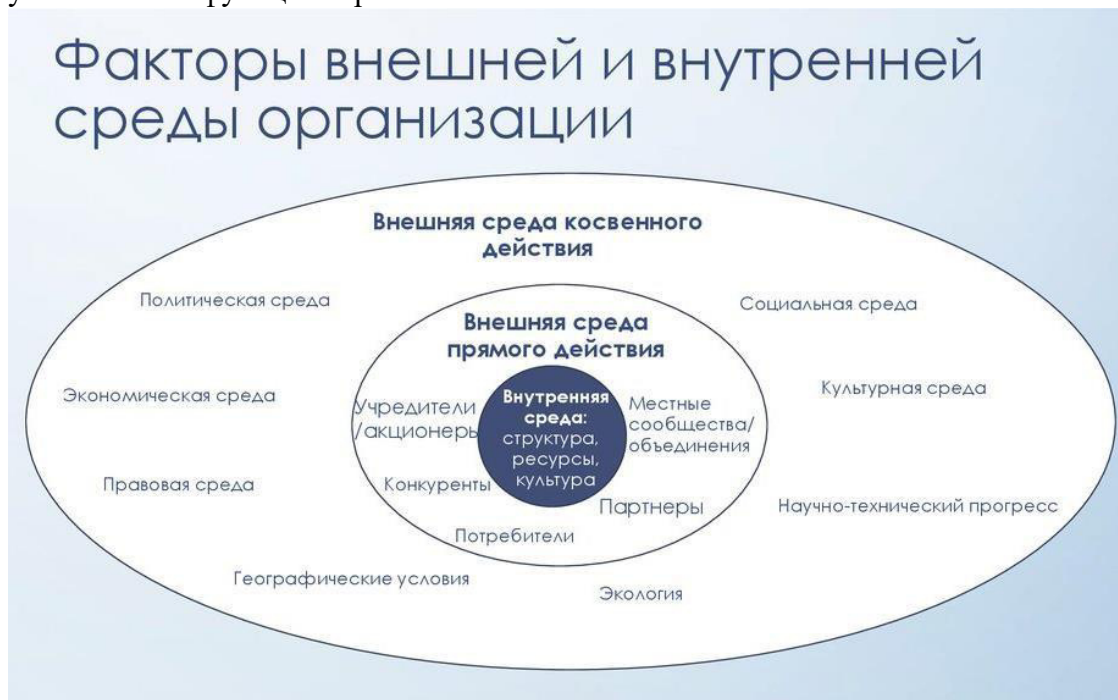 Факторы внешней и внутренней
среды организации
Внешняя среда косвенного
действия
Политическая среда
Социальная среда
Внешняя среда
прямого действия
Экономическая среда
Культурная среда
Внутренняя
среда:
структура,
ресурсы,
культура
Учредители
/акционеры
Местные
сообщества/
объединения
Конкуренты
Партнеры
Потребители
Правовая среда
Научно-технический прогресс
Географические условия
Экология